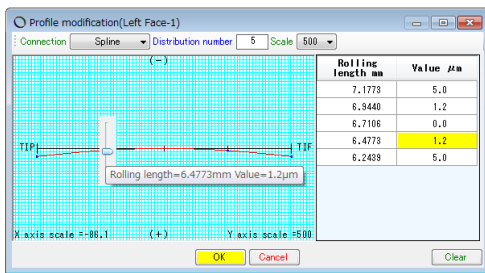 Profile modification(Left Face-1)
Connection Spline Distribution number 5 Scale 500
(-)
TIP TIF
Rolling length=6.4773mm Value=1.2μm
X axis scale =-86.1 (+) Y axis scale =500
Rolling length mm Value μm
7.1773 5.0
6.9440 1.2
6.7106 0.0
6.4773 1.2
6.2439 5.0
OK Cancel Clear